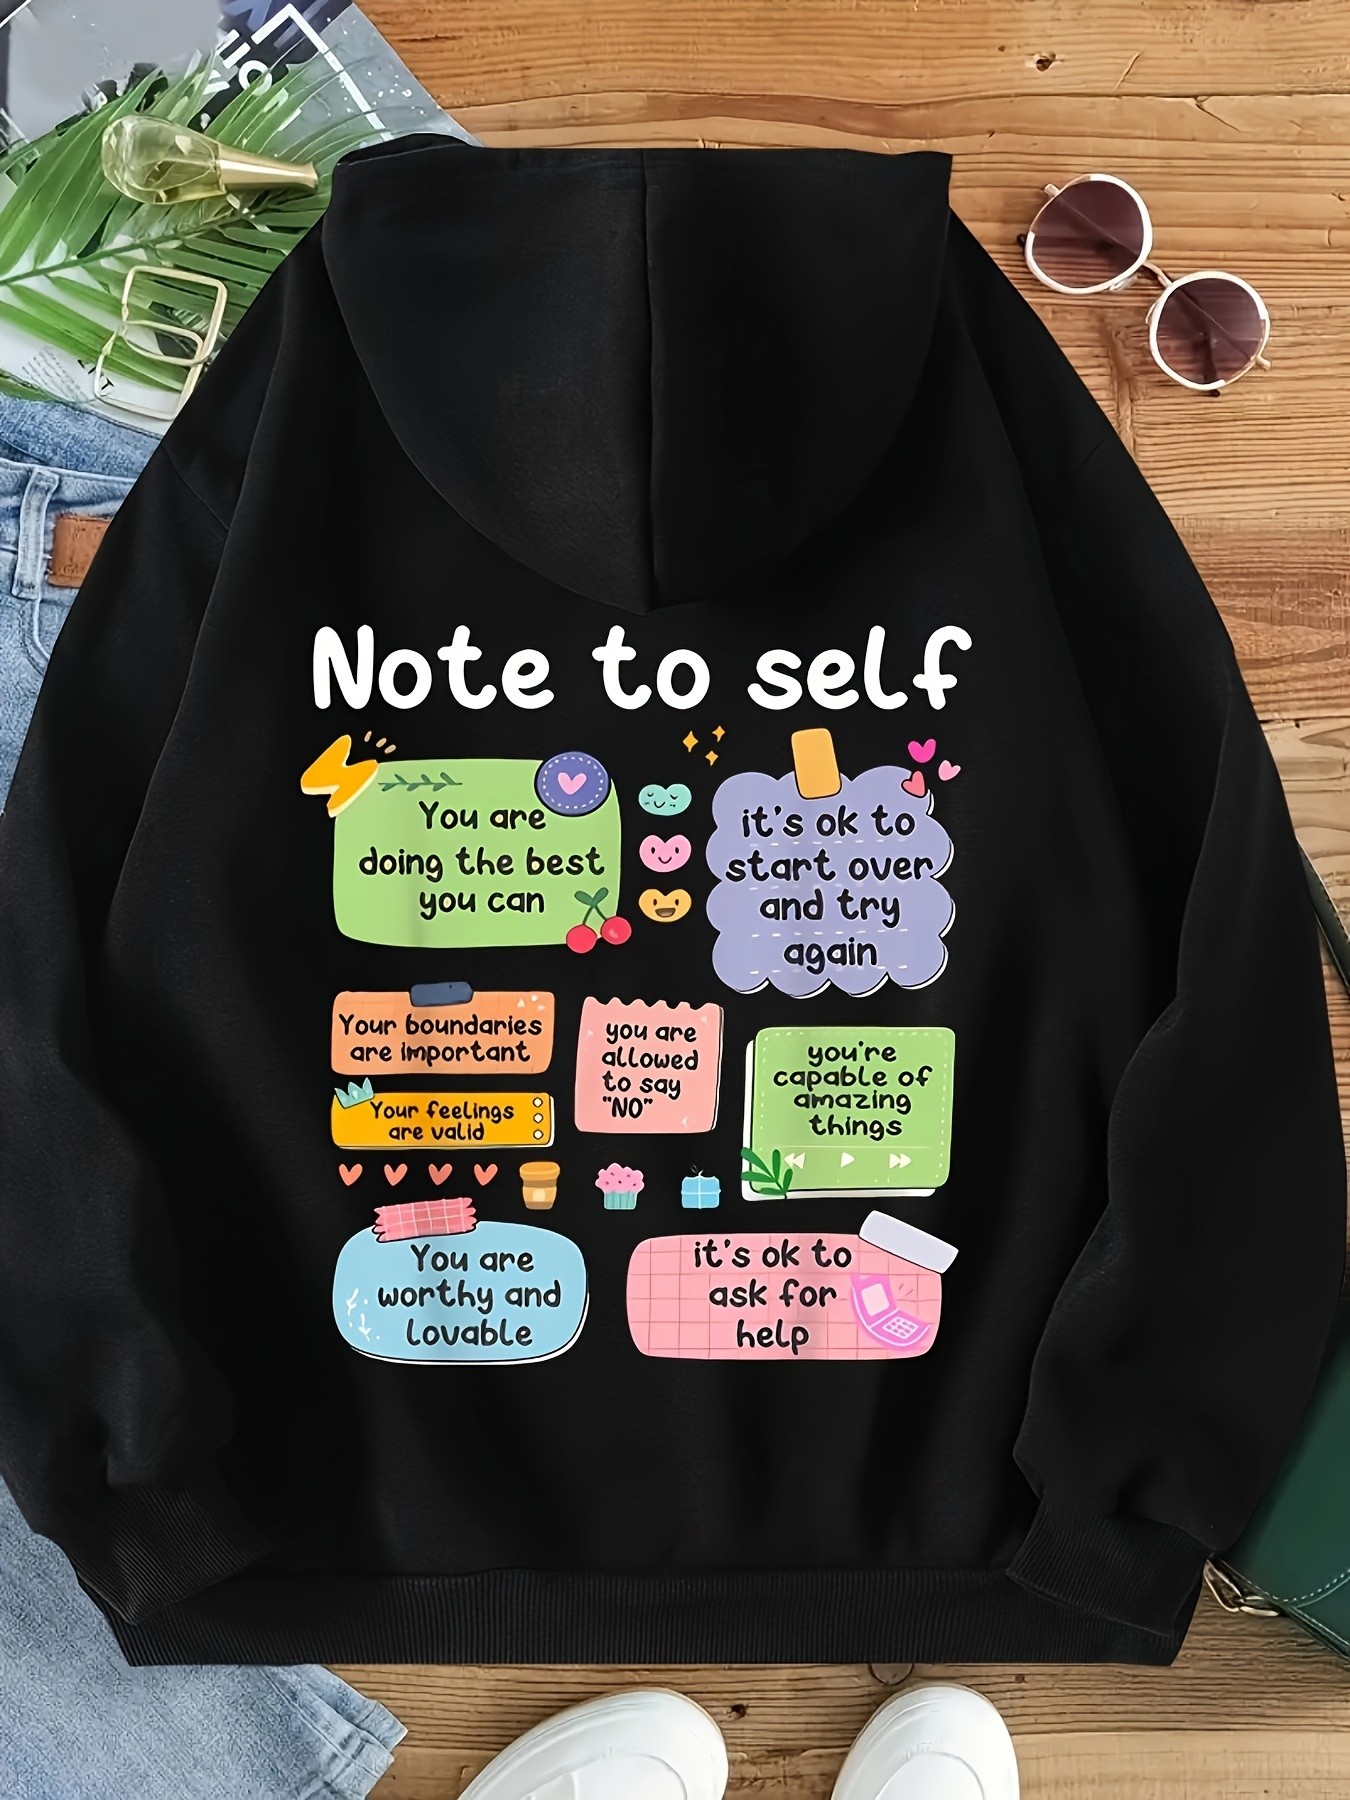 Note to self
You are
doing the best
you can
it's ok to
start over
and try
again
Your boundaries
are important
you are
allowed
to say
"NO"
you're
capable of
amazing
things
Your feelings
are valid
You are
worthy and
lovable
it's ok to
ask for
help